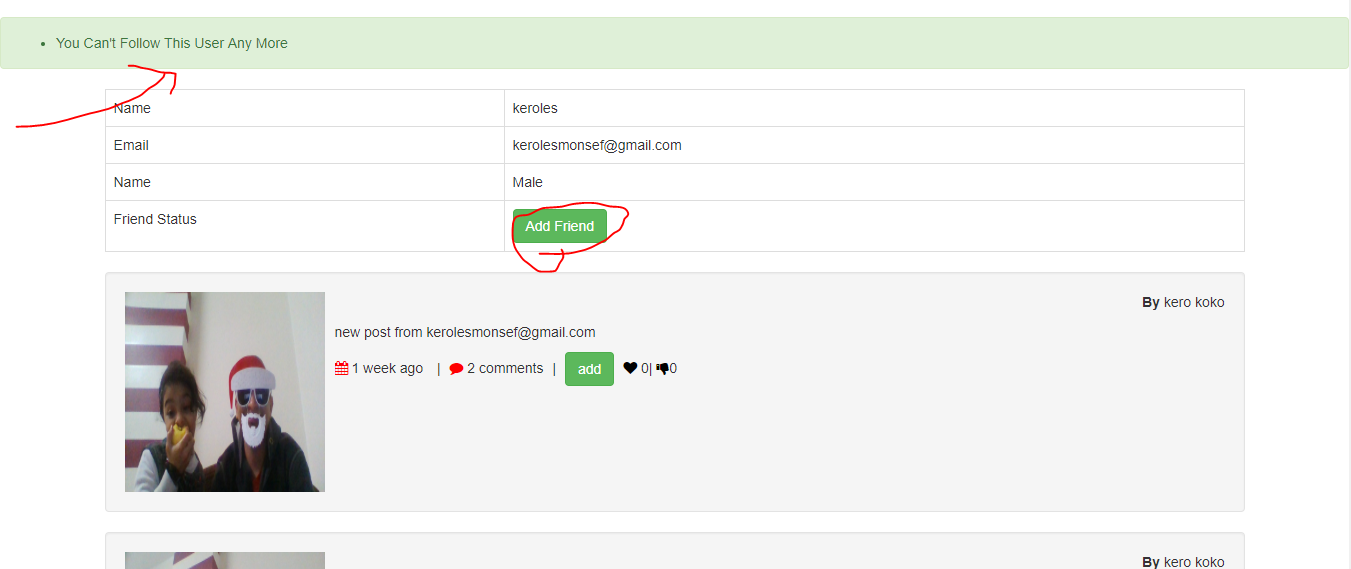 You Can't Follow This User Any More
Name keroles
Email kerolesmonsef@gmail.com
Name Male
Friend Status Add Friend
By kero koko
new post from kerolesmonsef@gmail.com
1 week ago | 2 comments | add 0| 0
By kero koko